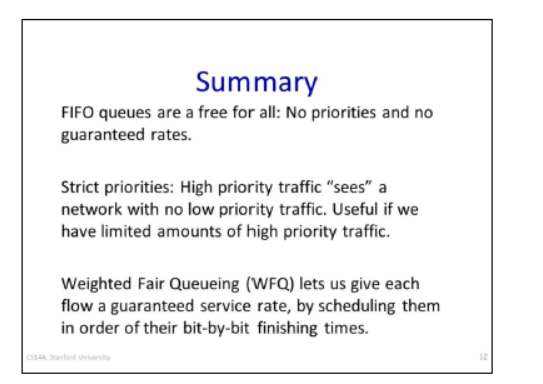 Summary
FIFO queues are a free for all: No priorities and no
guaranteed rates.
Strict priorities: High priority traffic “sees” a
network with no low priority traffic. Useful if we
have limited amounts of high priority traffic.
Weighted Fair Queueing (WFQ) lets us give each
flow a guaranteed service rate, by scheduling them
in order of their bit-by-bit finishing times.
CS144, Stanford University
12